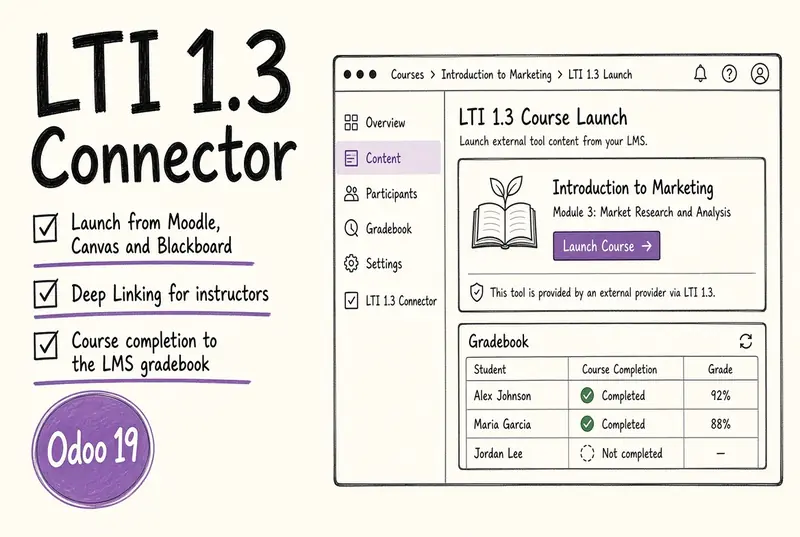 LTI 1.3
Connector
Launch from Moodle,
Canvas and Blackboard
Deep Linking for instructors
Course completion to
the LMS gradebook
Odoo 19
Courses > Introduction to Marketing > LTI 1.3 Launch
Overview
Content
Participants
Gradebook
Settings
LTI 1.3 Connector
LTI 1.3 Course Launch
Launch external tool content from your LMS.
Introduction to Marketing
Module 3: Market Research and Analysis
Launch Course →
This tool is provided by an external provider via LTI 1.3.
Gradebook
Student Course Completion Grade
Alex Johnson Completed 92%
Maria Garcia Completed 88%
Jordan Lee Not completed –